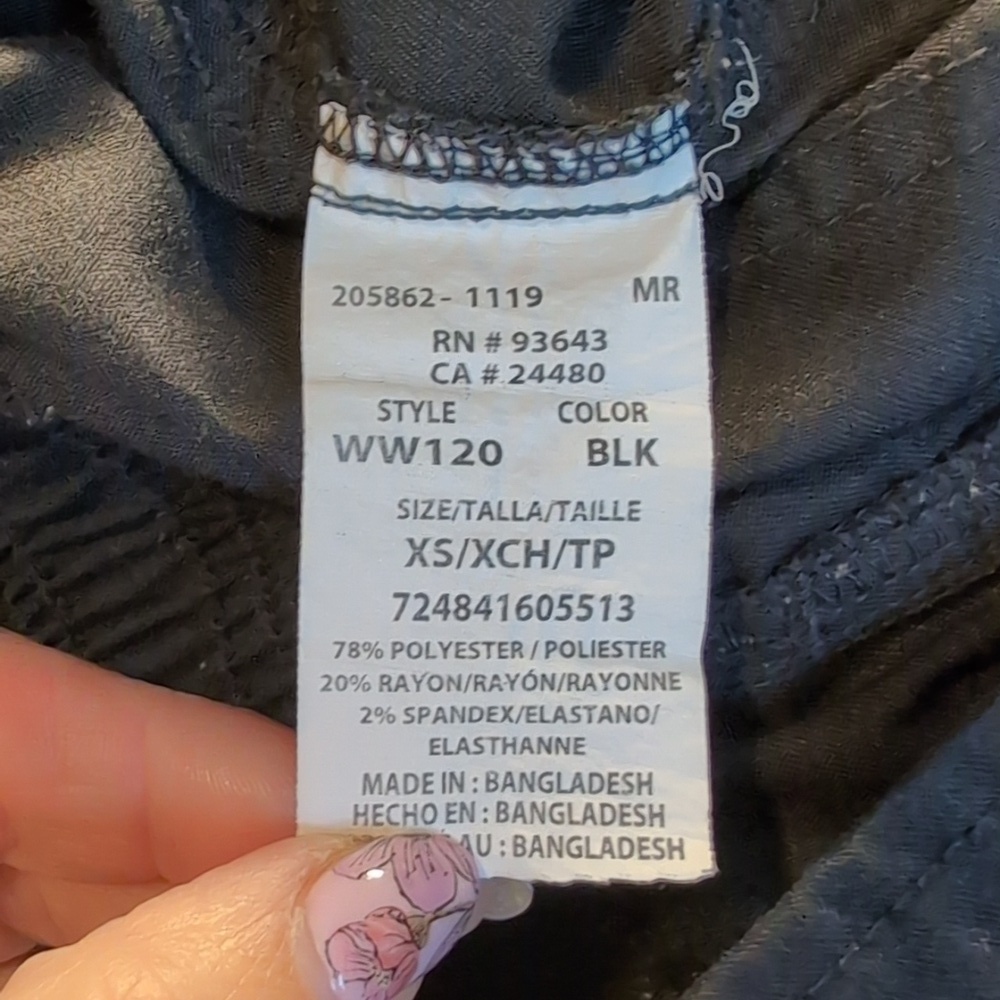 205862- 1119 MR
RN # 93643
CA # 24480
STYLE COLOR
WW120 BLK
SIZE/TALLA/TAILLE
XS/XCH/TP
724841605513
78% POLYESTER / POLIESTER
20% RAYON/RAYÓN/RAYONNE
2% SPANDEX/ELASTANO/
ELASTHANNE
MADE IN : BANGLADESH
HECHO EN : BANGLADESH
AU : BANGLADESH